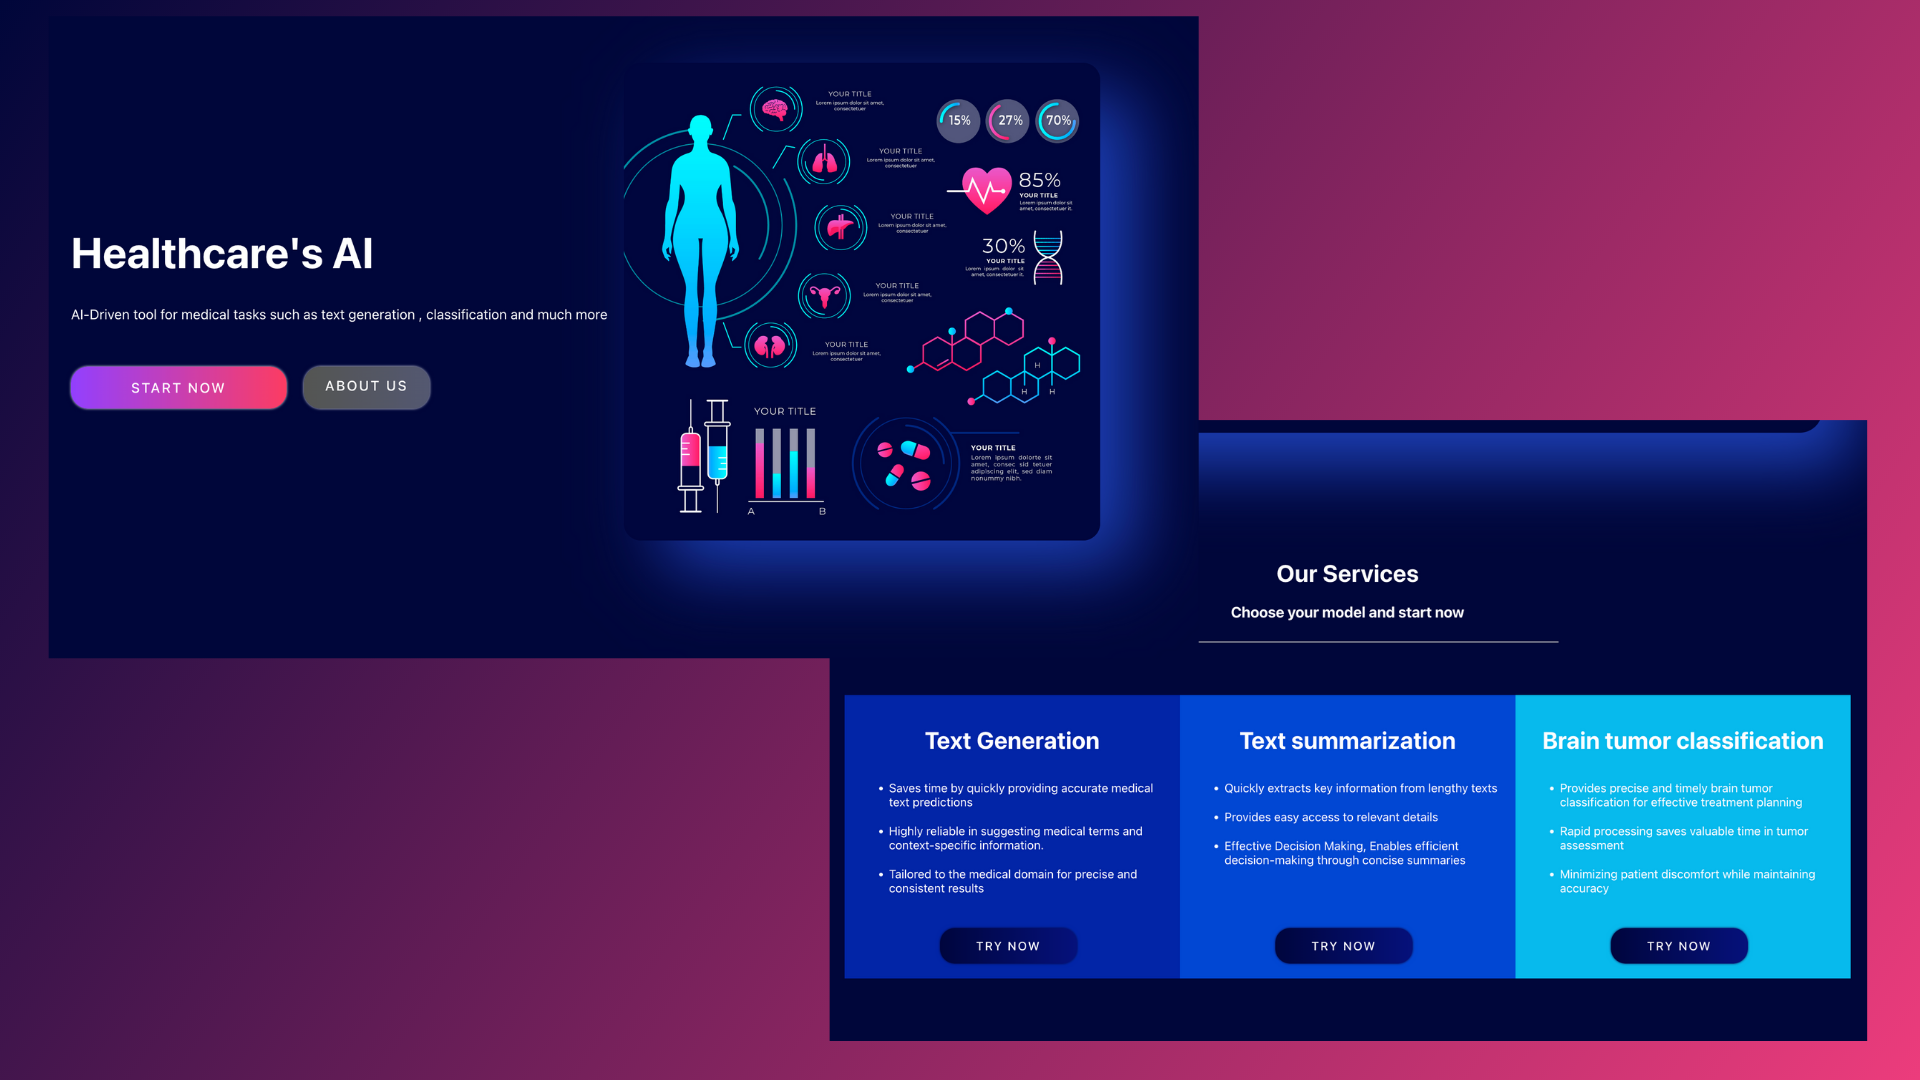 Healthcare's AI
AI-Driven tool for medical tasks such as text generation , classification and much more
START NOW
ABOUT US
YOUR TITLE
Lorem ipsum dolor sit amet,
consectetuer
YOUR TITLE
Lorem ipsum dolor sit amet,
consectetuer
YOUR TITLE
Lorem ipsum dolor sit amet,
consectetuer
YOUR TITLE
Lorem ipsum dolor sit amet,
consectetuer
YOUR TITLE
Lorem ipsum dolor sit amet,
consectetuer
15%
27%
70%
85%
YOUR TITLE
Lorem ipsum dolor sit
amet, consectetuer it.
30%
YOUR TITLE
Lorem ipsum dolor sit
amet, consectetuer it.
H
H
H
YOUR TITLE
A
B
YOUR TITLE
Lorem ipsum dolorte sit
amet, consec sid tetuer
adipiscing elit, sed diam
nonummy nibh.
Our Services
Choose your model and start now
Text Generation
• Saves time by quickly providing accurate medical
text predictions
• Highly reliable in suggesting medical terms and
context-specific information.
• Tailored to the medical domain for precise and
consistent results
TRY NOW
Text summarization
• Quickly extracts key information from lengthy texts
• Provides easy access to relevant details
• Effective Decision Making, Enables efficient
decision-making through concise summaries
TRY NOW
Brain tumor classification
• Provides precise and timely brain tumor
classification for effective treatment planning
• Rapid processing saves valuable time in tumor
assessment
• Minimizing patient discomfort while maintaining
accuracy
TRY NOW